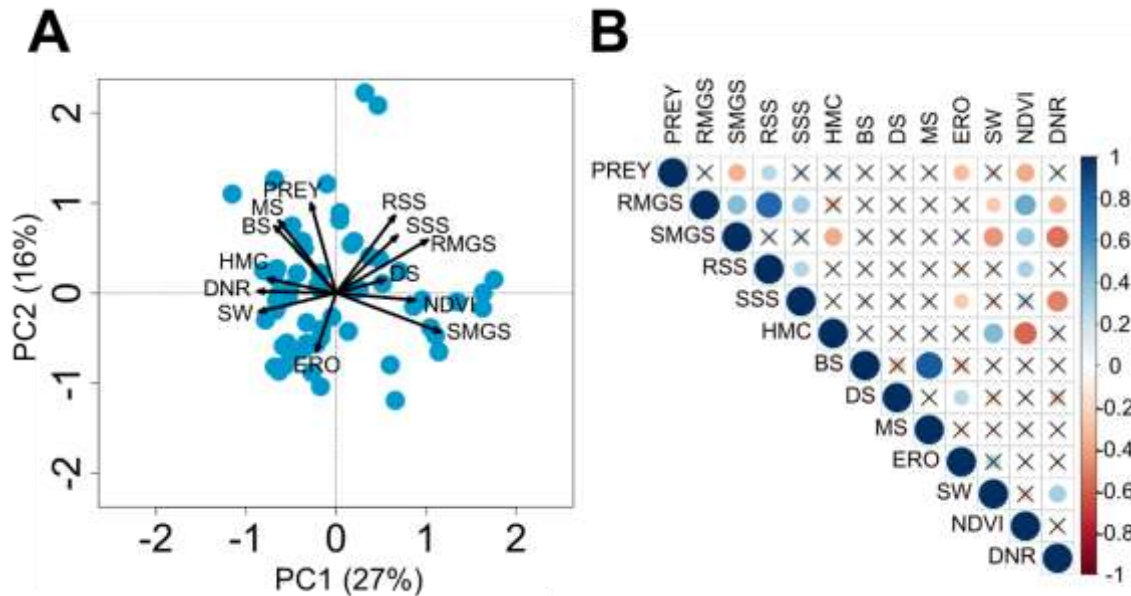 A
2
1
0
-1
-2
PC2 (16%)
PREY
MS
BS
HMC
DNR
SW
ERO
RSS
SSS
RMGS
DS
NDVI
SMGS
-2 -1 0 1 2
PC1 (27%)
B
PREY RMGS SMGS RSS SSS HMC BS DS MS ERO SW NDVI DNR
PREY
RMGS
SMGS
RSS
SSS
HMC
BS
DS
MS
ERO
SW
NDVI
DNR
1
0.8
0.6
0.4
0.2
0
-0.2
-0.4
-0.6
-0.8
-1